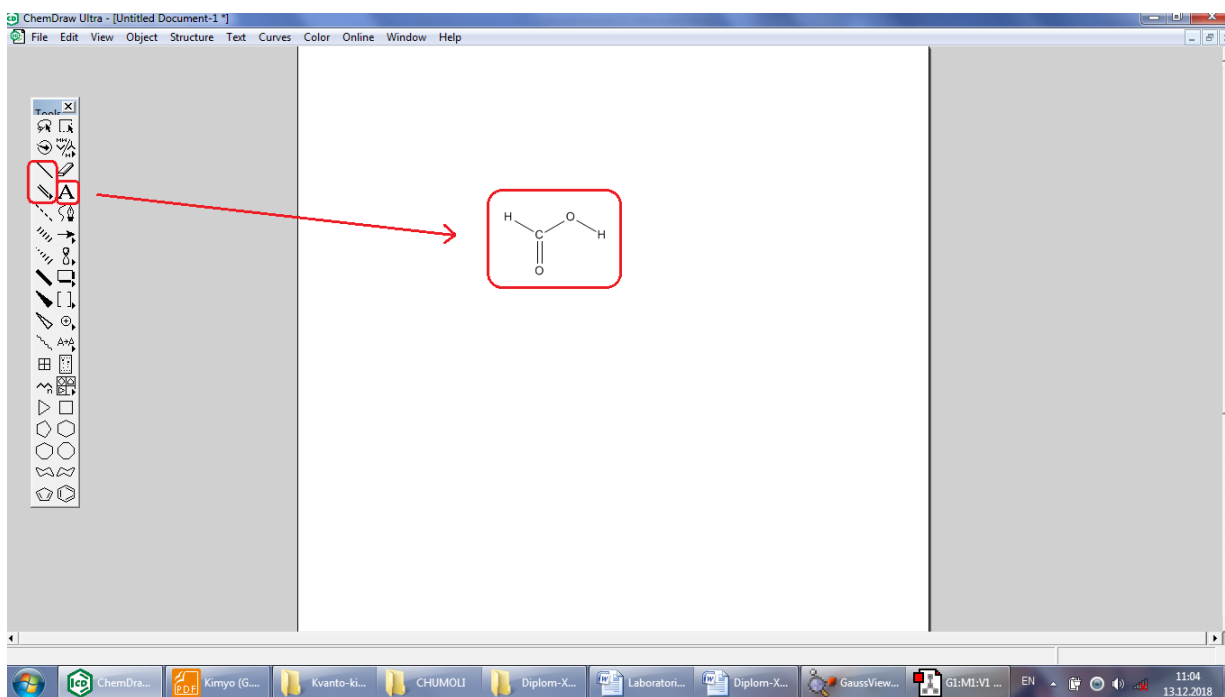 ChemDraw Ultra - [Untitled Document-1 *]
File Edit View Object Structure Text Curves Color Online Window Help
Tools
A
H O
C H
O
ChemDra... Kimyo (G.... Kvanto-ki... CHUMOLI Diplom-X... Laboratori... Diplom-X... GaussView... G1:M1:V1 ... EN 11:04
13.12.2018